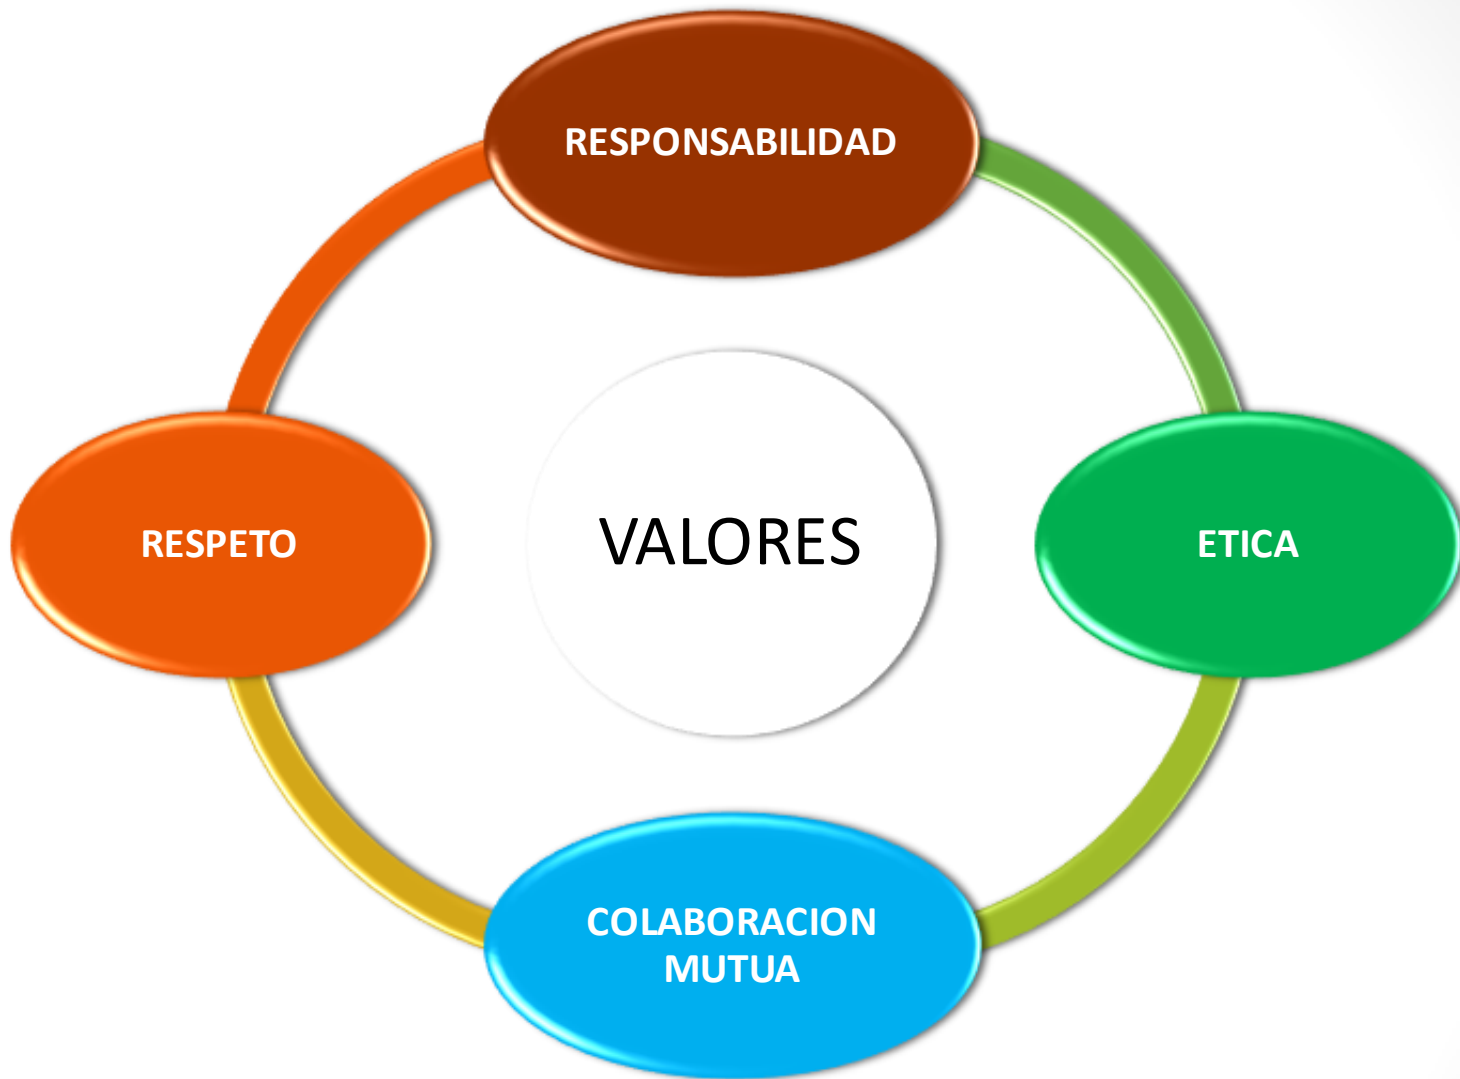 RESPONSABILIDAD
RESPETO
VALORES
ETICA
COLABORACION
MUTUA